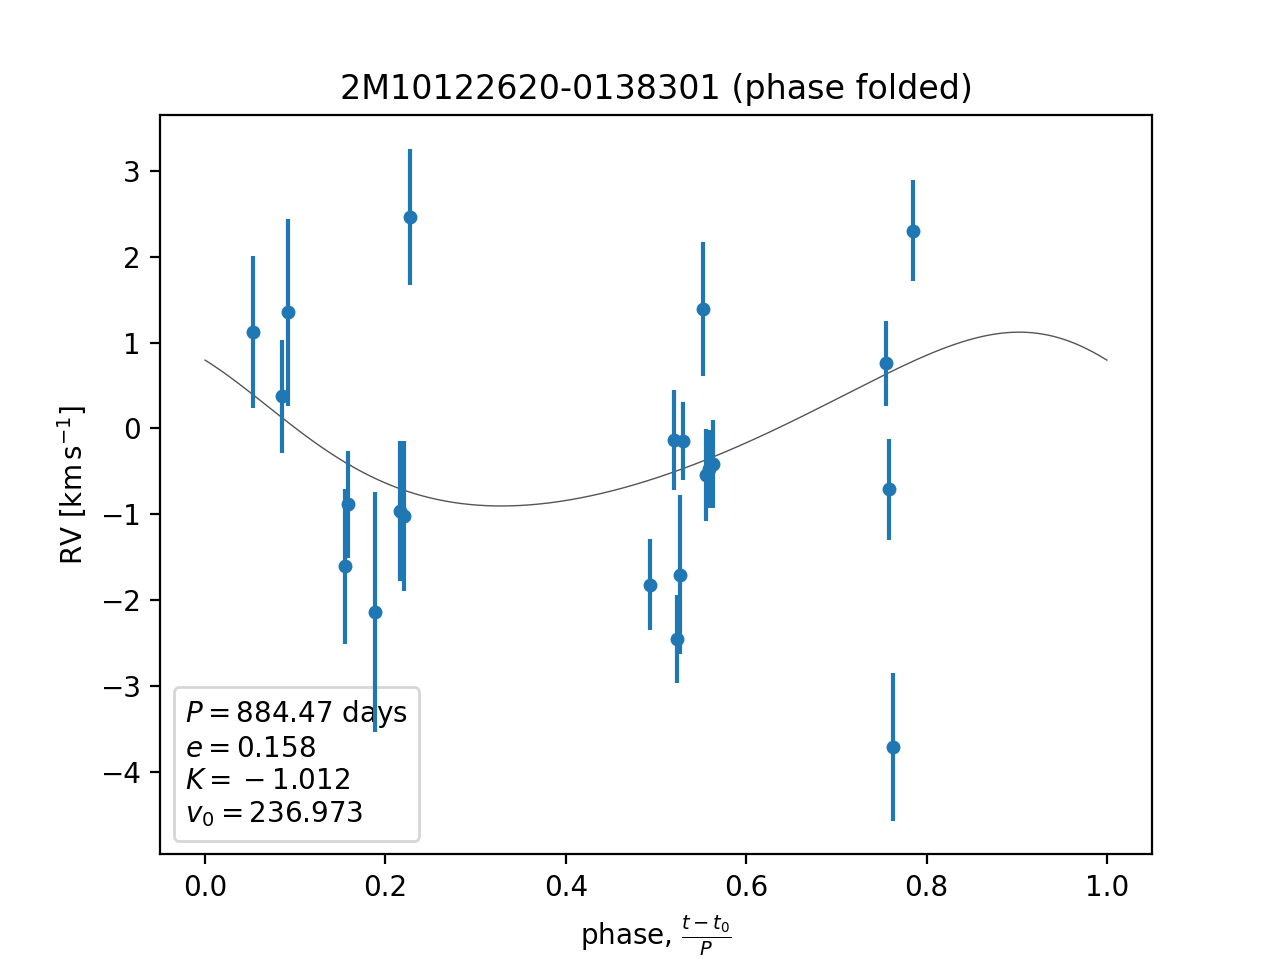 2M10122620-0138301 (phase folded)
RV [km s⁻¹]
3
2
1
0
−1
−2
−3
−4
P = 884.47 days
e = 0.158
K = −1.012
v₀ = 236.973
0.0 0.2 0.4 0.6 0.8 1.0
phase, (t − t₀)/P